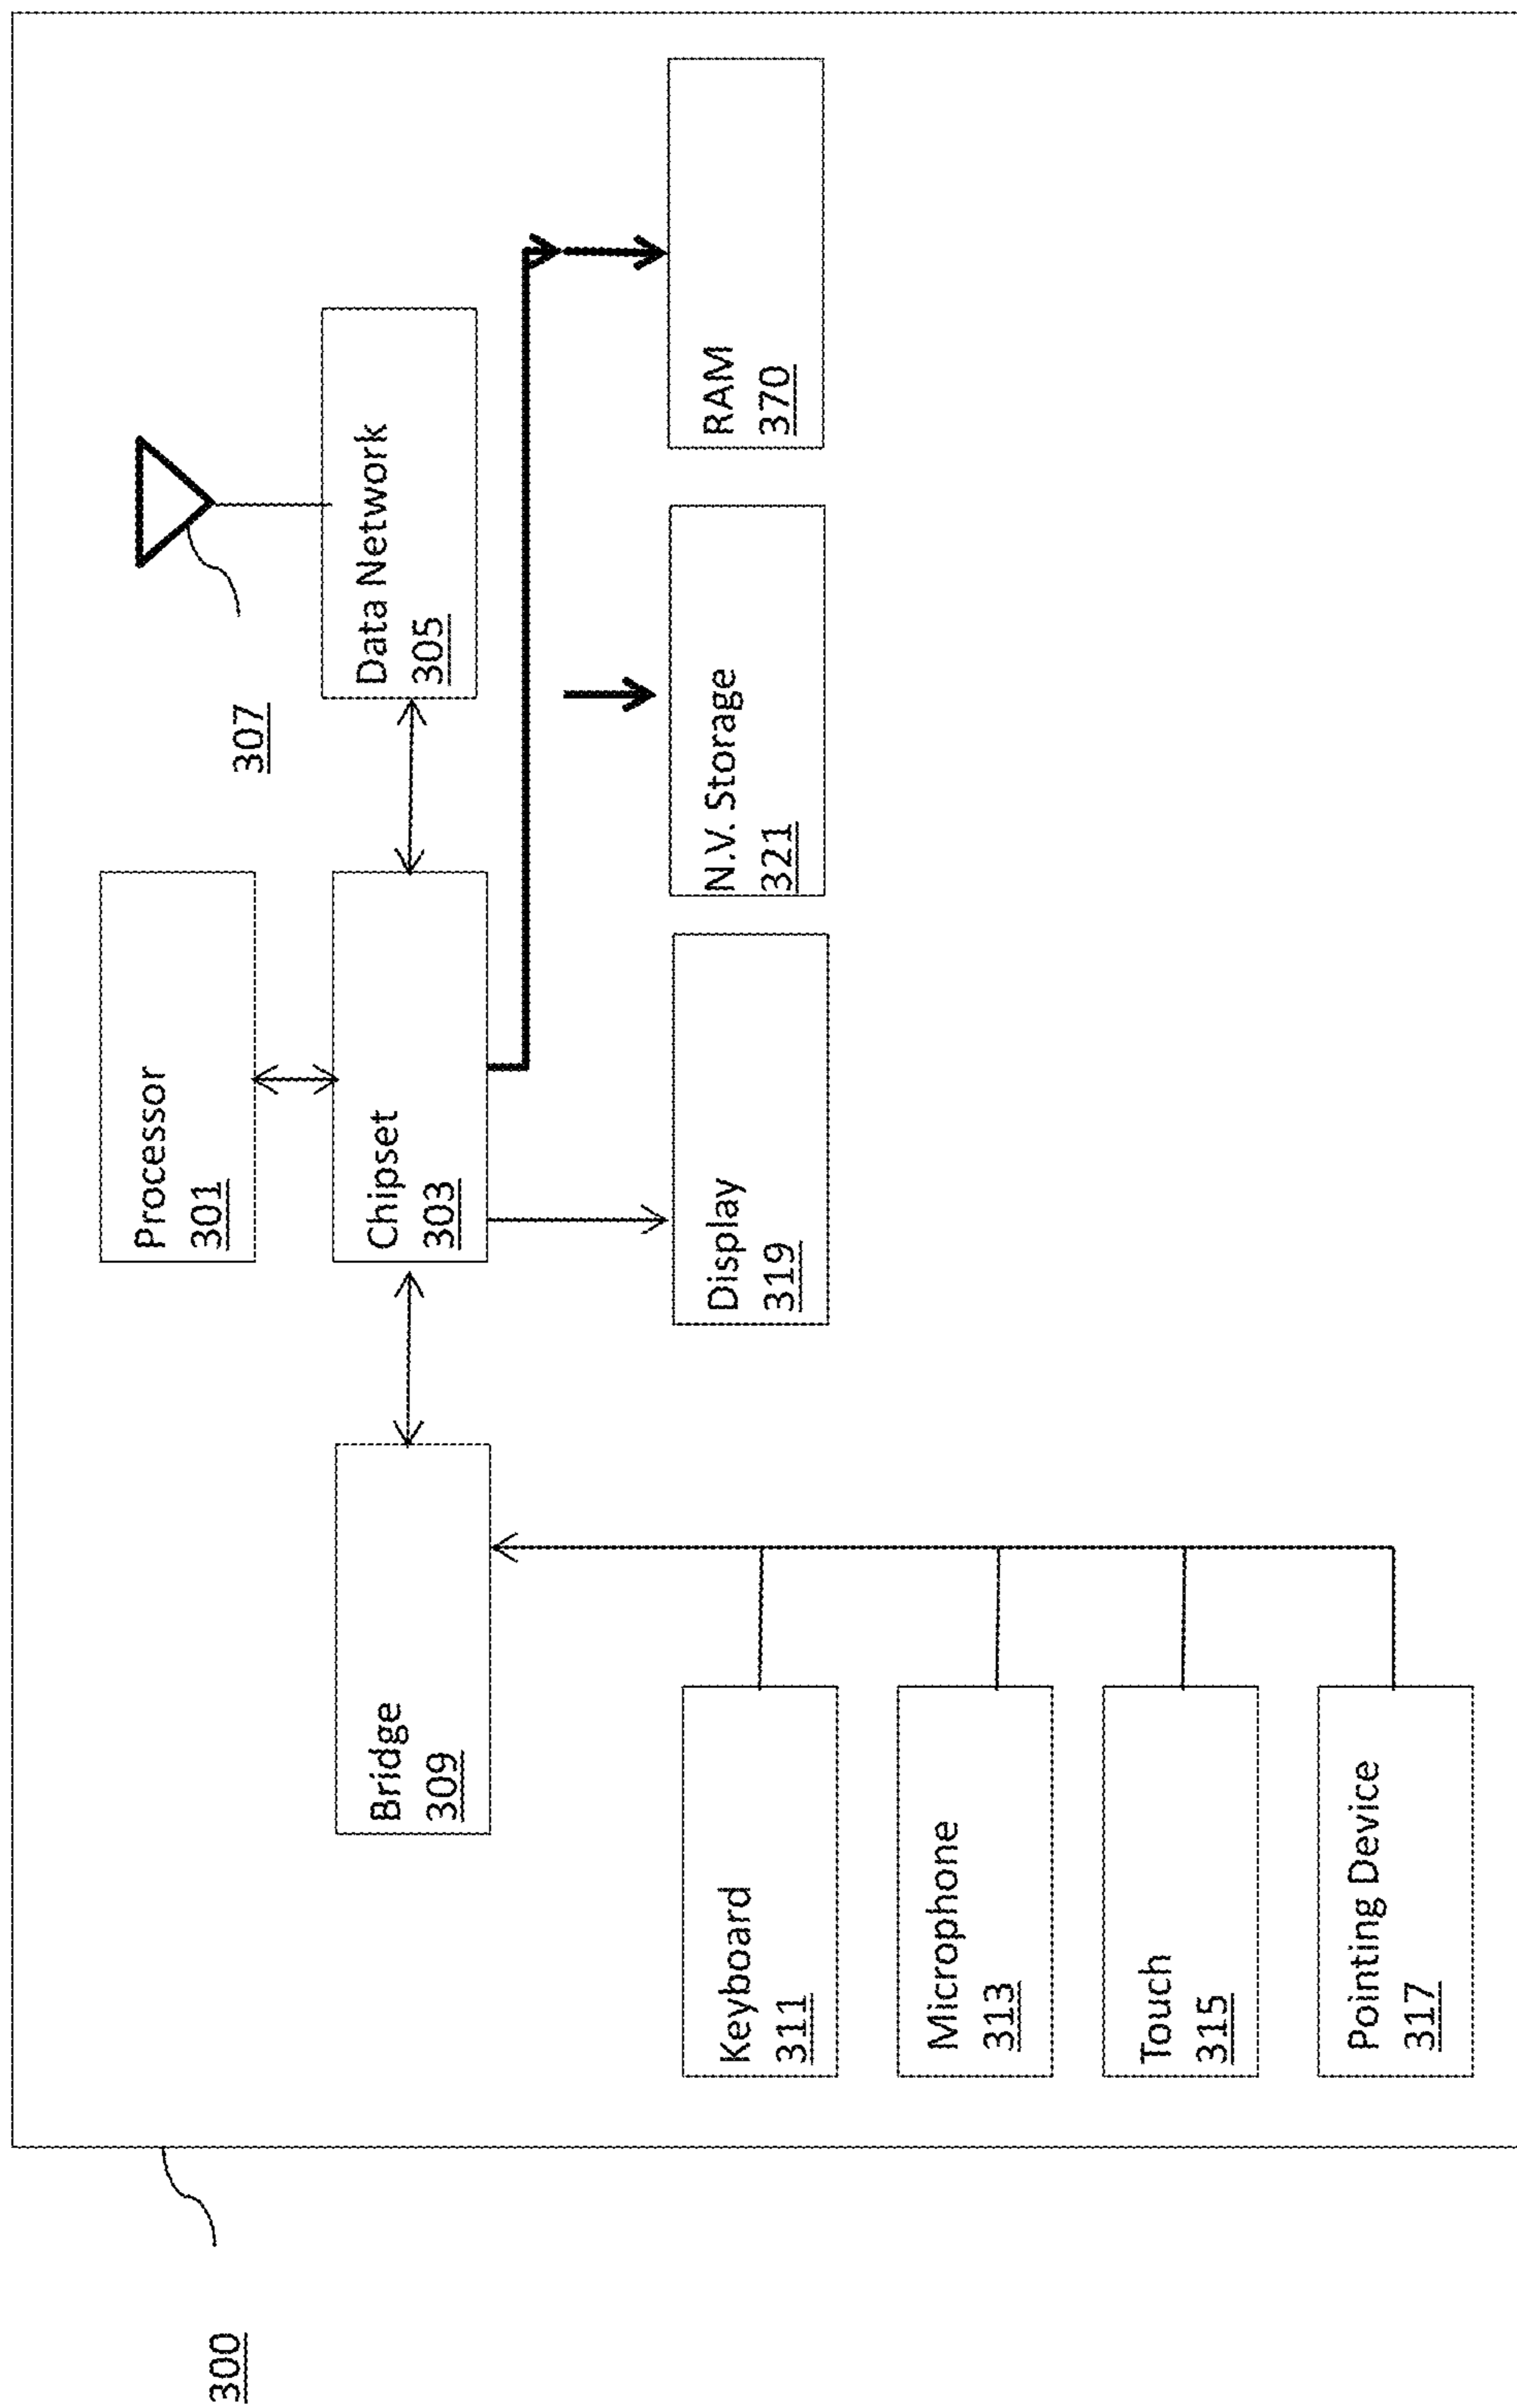 300
307
Processor
301
Data Network
305
Chipset
303
Bridge
309
Keyboard
311
Display
319
N.V. Storage
321
RAM
370
Microphone
313
Touch
315
Pointing Device
317